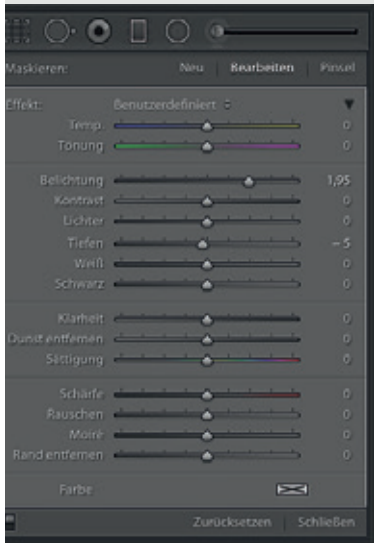 Maskieren: Neu | Bearbeiten | Pinsel
Effekt: Benutzerdefiniert
Temp. 0
Tönung 0
Belichtung 1,95
Kontrast 0
Lichter 0
Tiefen – 5
Weiß 0
Schwarz 0
Klarheit 0
Dunst entfernen 0
Sättigung 0
Schärfe 0
Rauschen 0
Moiré 0
Rand entfernen 0
Farbe
Zurücksetzen | Schließen